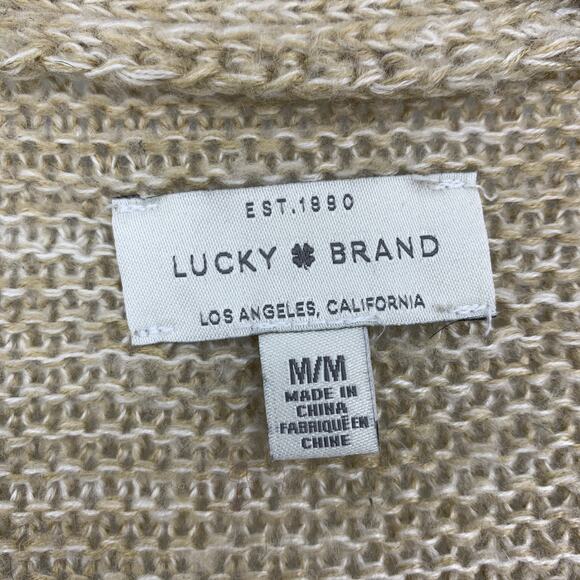 EST.1990
LUCKY BRAND
LOS ANGELES, CALIFORNIA
M/M
MADE IN
CHINA
FABRIQUÉ EN
CHINE